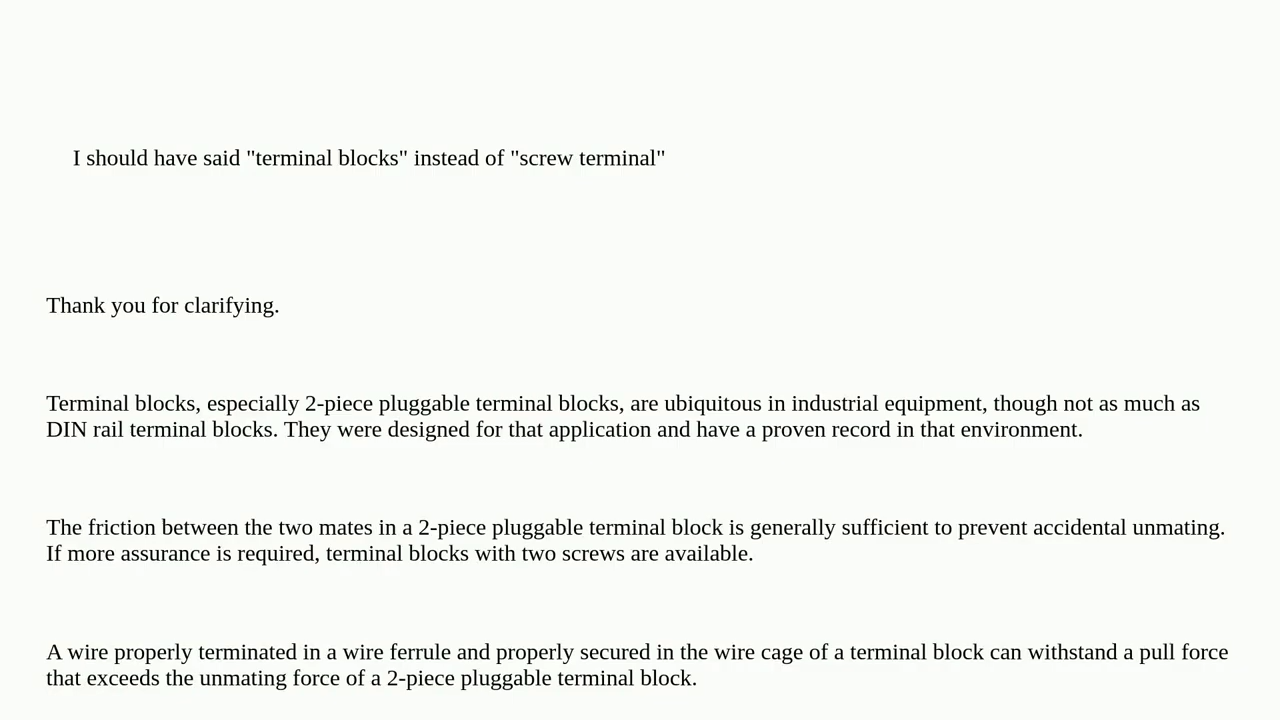 I should have said "terminal blocks" instead of "screw terminal"
Thank you for clarifying.
Terminal blocks, especially 2-piece pluggable terminal blocks, are ubiquitous in industrial equipment, though not as much as
DIN rail terminal blocks. They were designed for that application and have a proven record in that environment.
The friction between the two mates in a 2-piece pluggable terminal block is generally sufficient to prevent accidental unmating.
If more assurance is required, terminal blocks with two screws are available.
A wire properly terminated in a wire ferrule and properly secured in the wire cage of a terminal block can withstand a pull force
that exceeds the unmating force of a 2-piece pluggable terminal block.